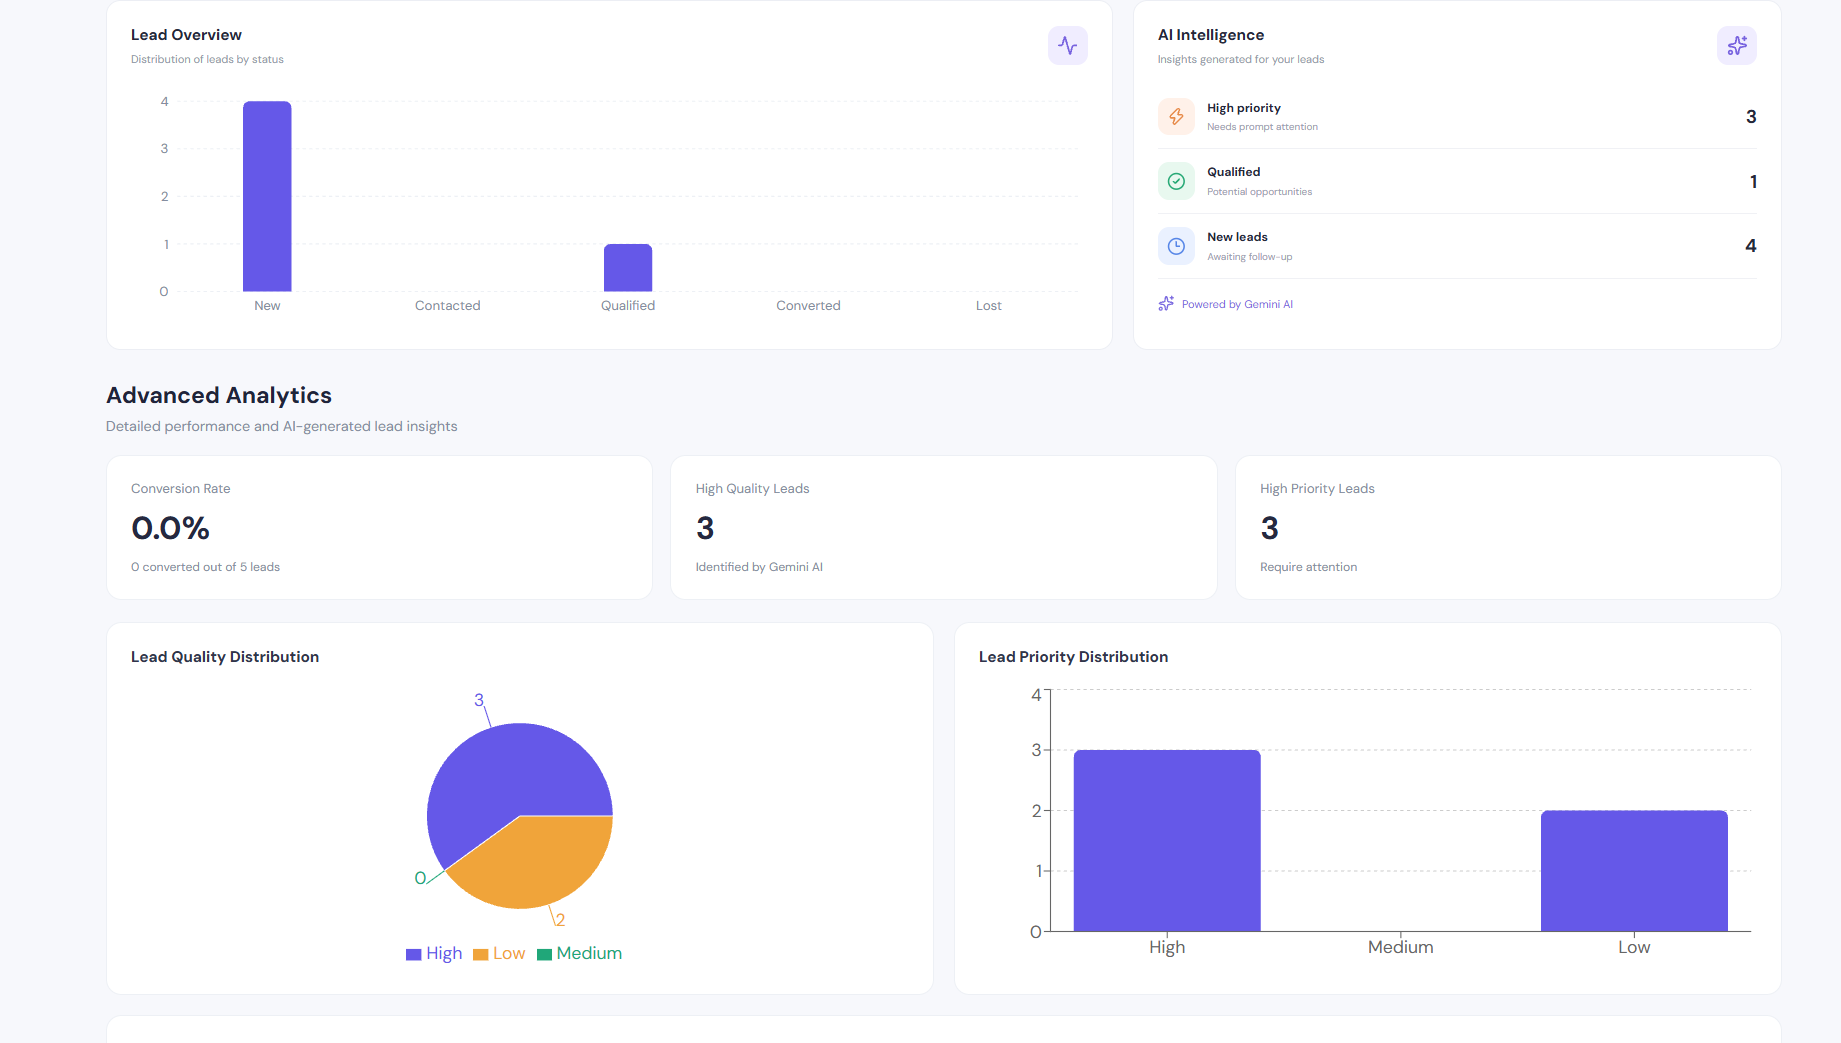 Lead Overview
Distribution of leads by status
4
3
2
1
0
New Contacted Qualified Converted Lost
AI Intelligence
Insights generated for your leads
High priority
Needs prompt attention
3
Qualified
Potential opportunities
1
New leads
Awaiting follow-up
4
Powered by Gemini AI
Advanced Analytics
Detailed performance and AI-generated lead insights
Conversion Rate
0.0%
0 converted out of 5 leads
High Quality Leads
3
Identified by Gemini AI
High Priority Leads
3
Require attention
Lead Quality Distribution
3
0
2
High Low Medium
Lead Priority Distribution
4
3
2
1
0
High Medium Low